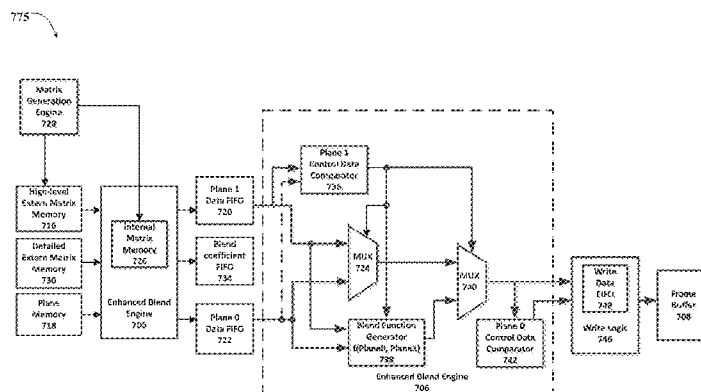 775
Matrix
Generation
Engine
728
High-level
Extern Matrix
Memory
716
Detailed
Extern Matrix
Memory
730
Plane
Memory
718
Internal
Matrix
Memory
726
Enhanced Blend
Engine
706
Plane 1
Data FIFO
720
Blend
coefficient
FIFO
734
Plane 0
Data FIFO
722
Plane 1
Control Data
Comparator
736
MUX
724
Blend Function
Generator
f(Plane0, Plane1)
738
MUX
740
Plane 0
Control Data
Comparator
742
Enhanced Blend Engine
706
Write
Data
FIFO
748
Write Logic
746
Frame
Buffer
708